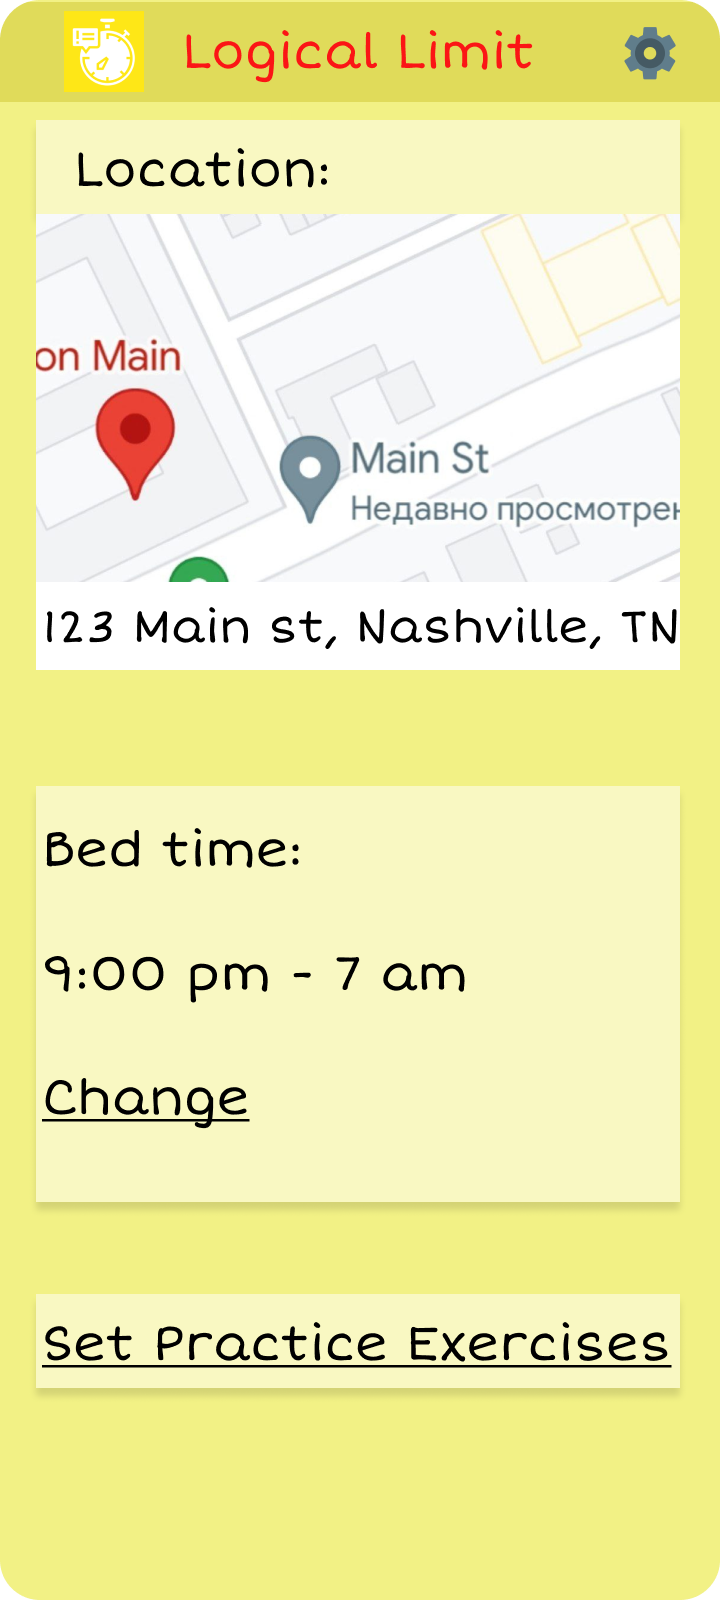 Logical Limit
Location:
on Main
Main St
Недавно
123 Main st, Nashville, TN
Bed time:
9:00 pm - 7 am
Change
Set Practice Exercises